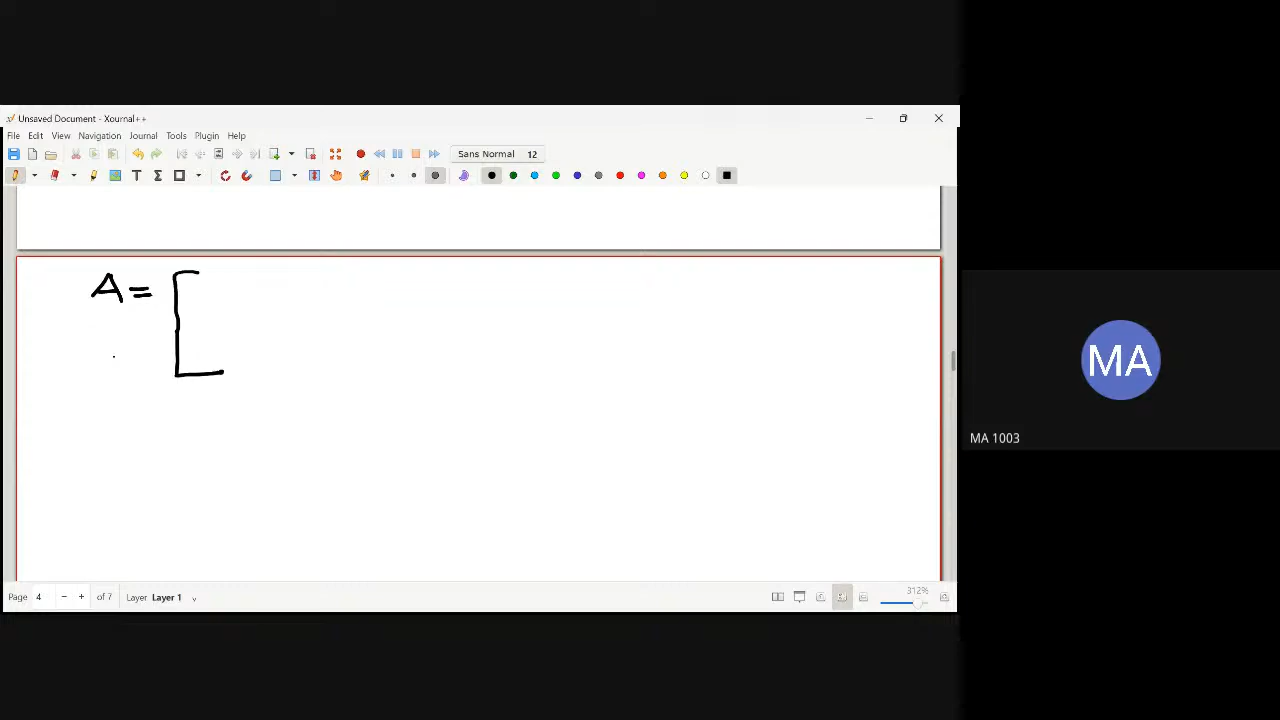 Unsaved Document - Xournal++
File Edit View Navigation Journal Tools Plugin Help
Sans Normal 12
A = [
MA
MA 1003
Page 4 − + of 7 Layer Layer 1 312%